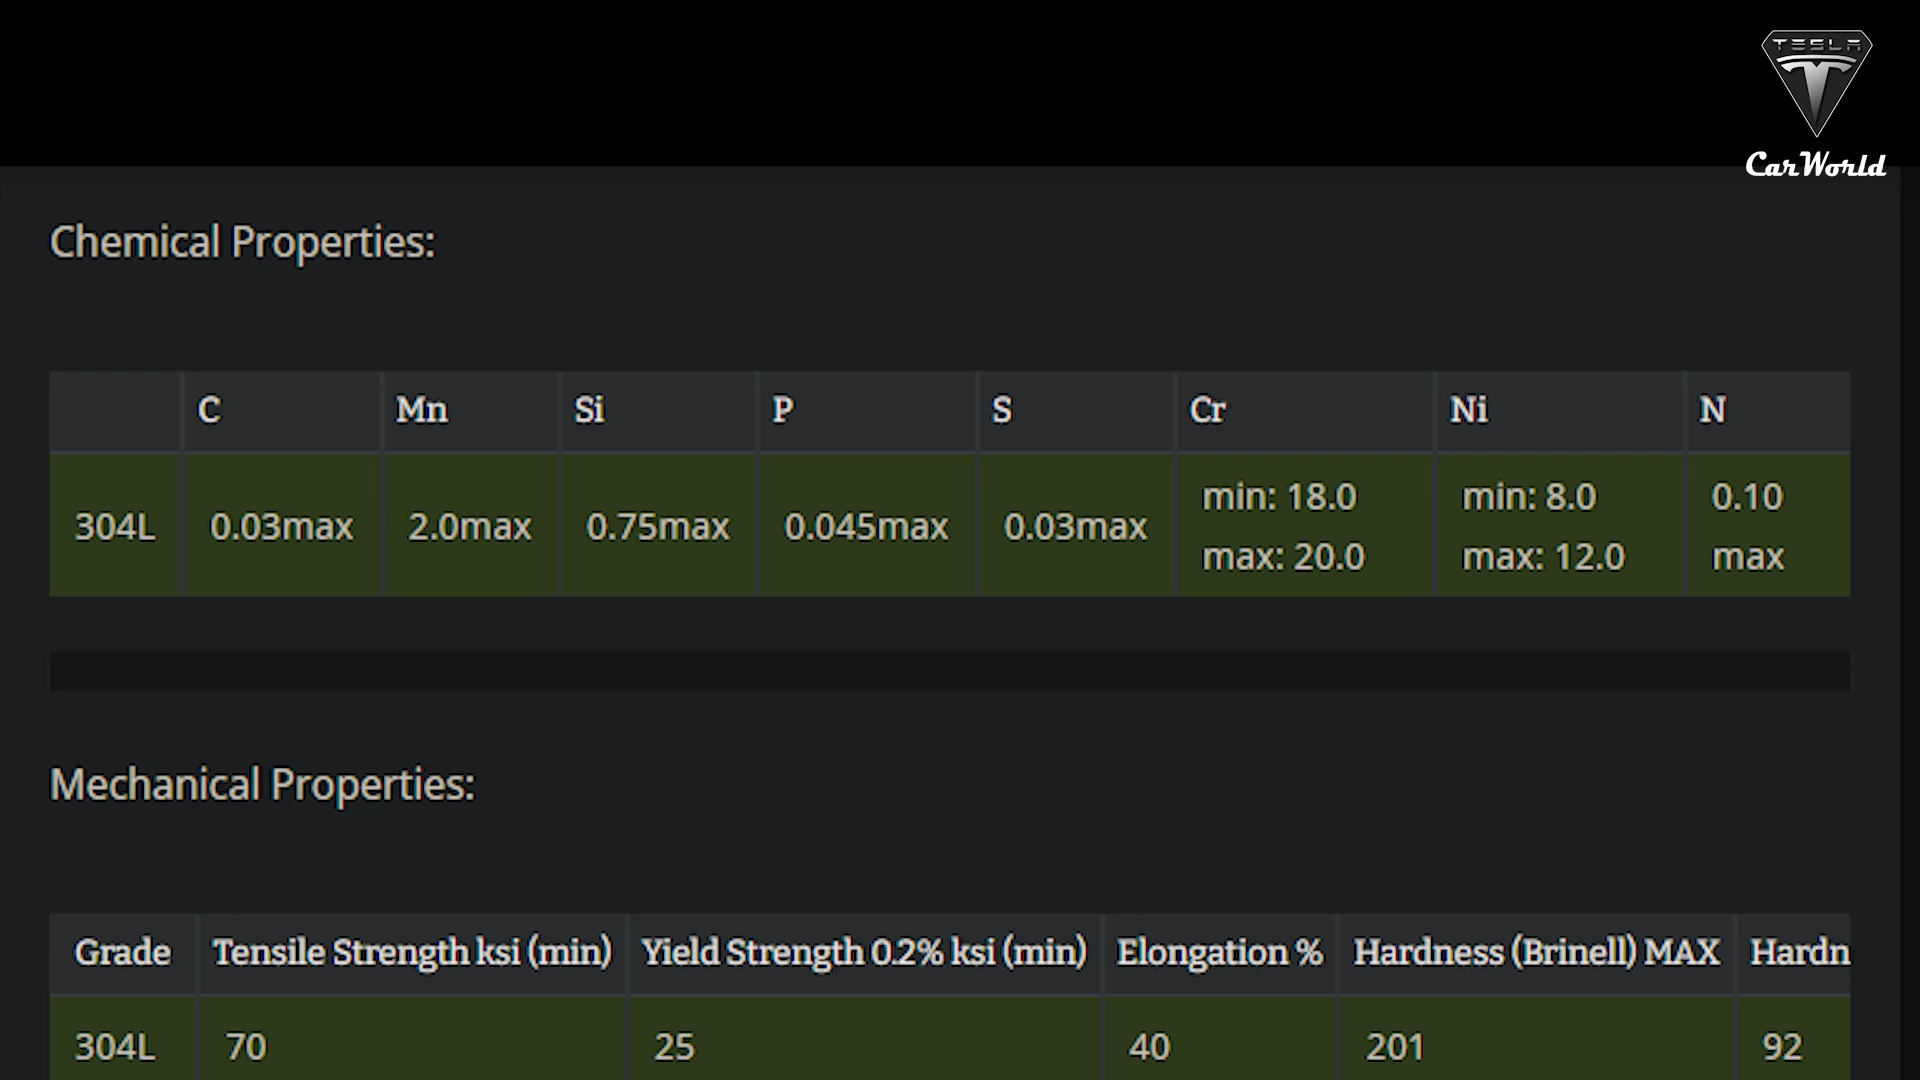 TESLA
CarWorld
Chemical Properties:
C Mn Si P S Cr Ni N
304L 0.03max 2.0max 0.75max 0.045max 0.03max min: 18.0 max: 20.0 min: 8.0 max: 12.0 0.10 max
Mechanical Properties:
Grade Tensile Strength ksi (min) Yield Strength 0.2% ksi (min) Elongation % Hardness (Brinell) MAX Hardn
304L 70 25 40 201 92